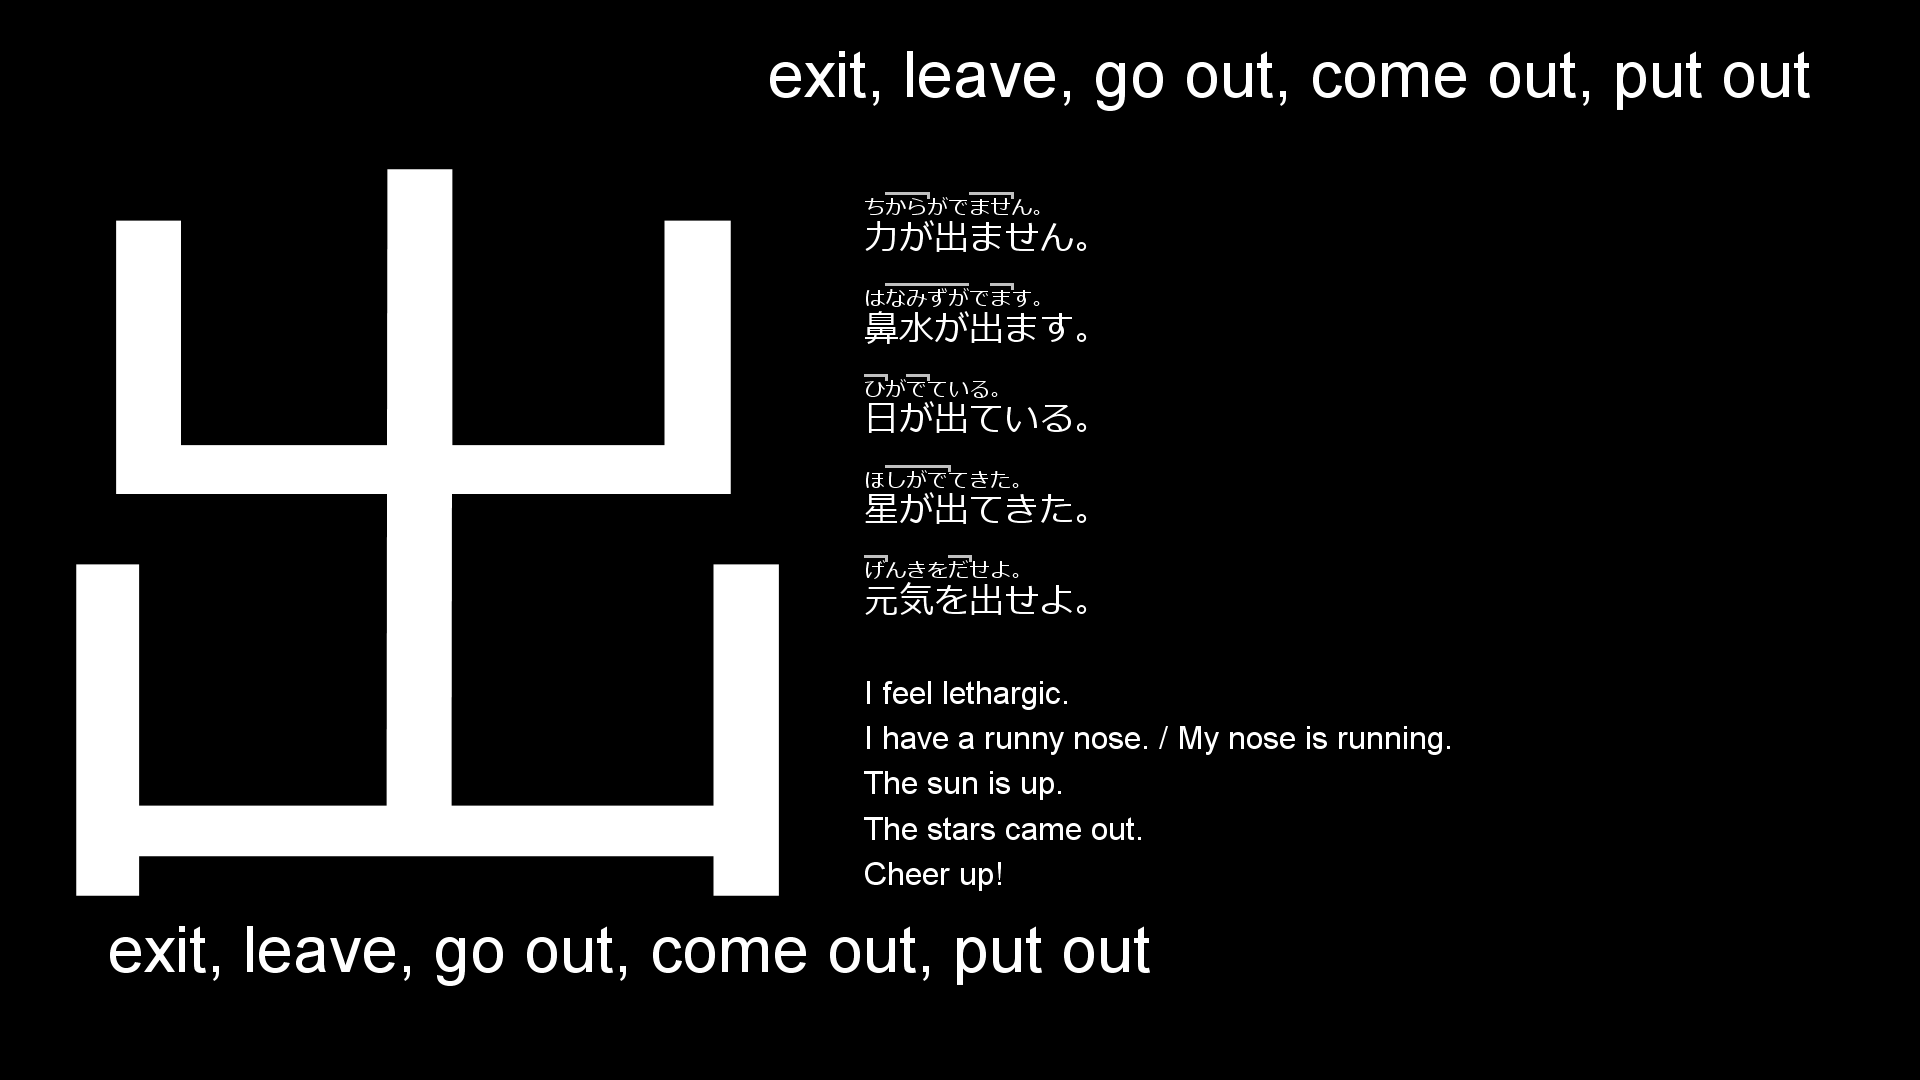 exit, leave, go out, come out, put out
出
ちからがでません。
力が出ません。
はなみずがでます。
鼻水が出ます。
ひがでている。
日が出ている。
ほしがでてきた。
星が出てきた。
げんきをだせよ。
元気を出せよ。
I feel lethargic.
I have a runny nose. / My nose is running.
The sun is up.
The stars came out.
Cheer up!
exit, leave, go out, come out, put out